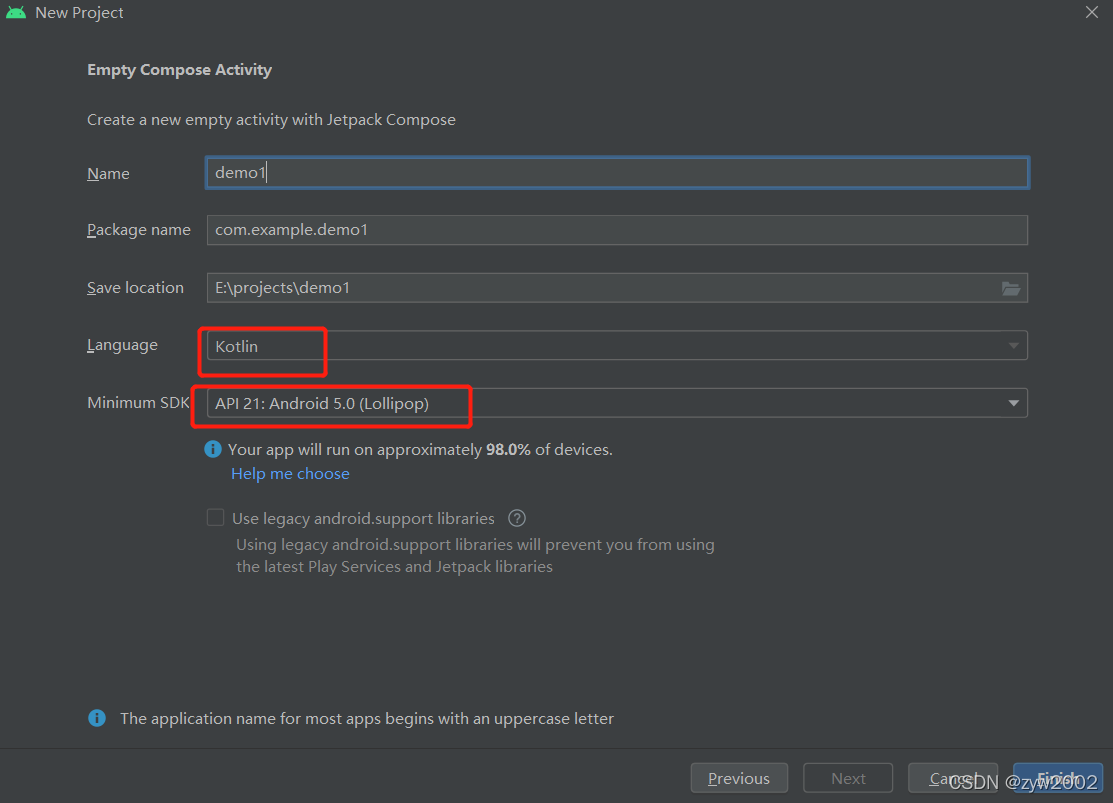 New Project
Empty Compose Activity
Create a new empty activity with Jetpack Compose
Name demo1
Package name com.example.demo1
Save location E:\projects\demo1
Language Kotlin
Minimum SDK API 21: Android 5.0 (Lollipop)
Your app will run on approximately 98.0% of devices.
Help me choose
Use legacy android.support libraries
Using legacy android.support libraries will prevent you from using
the latest Play Services and Jetpack libraries
The application name for most apps begins with an uppercase letter
Previous Next Cancel Finish
CSDN @zyw2002